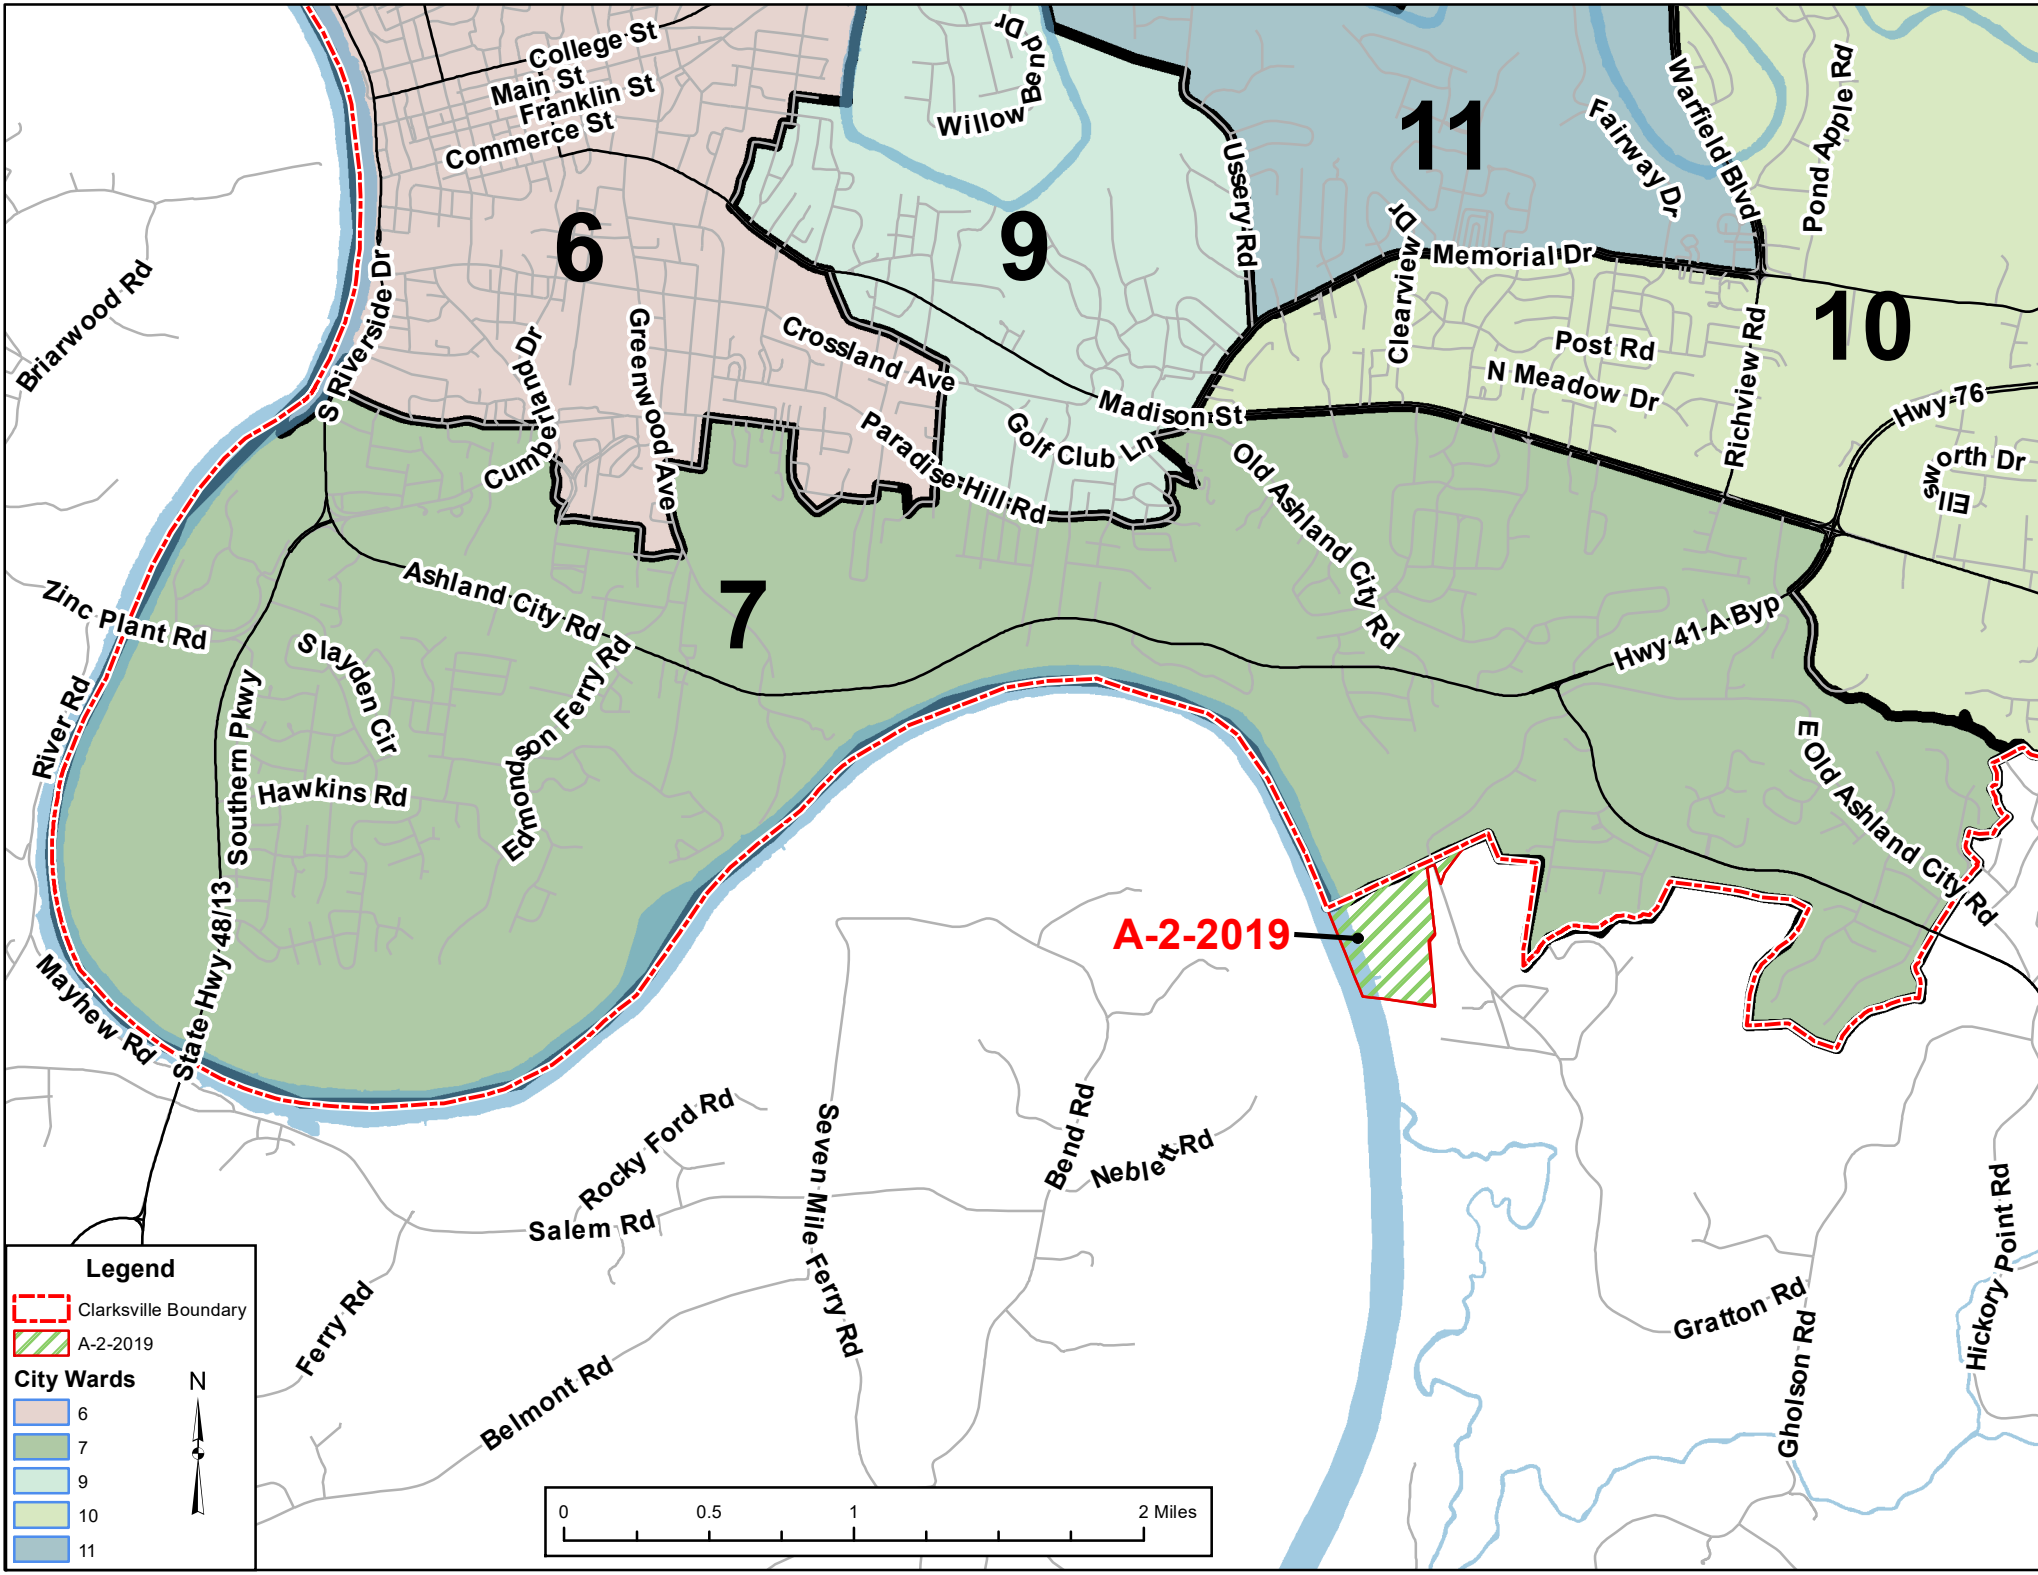 College St
Main St
Franklin St
Commerce St
Willow Bend Dr
Ussery Rd
11
Fairway Dr
Warfield Blvd
Pond Apple Rd
6
9
Clearview Dr
Memorial Dr
10
Briarwood Rd
S Riverside Dr
Cumberland Dr
Greenwood Ave
Crossland Ave
Paradise Hill Rd
Golf Club Ln
Madison St
Post Rd
N Meadow Dr
Richview Rd
Hwy 76
Ellsworth Dr
Old Ashland City Rd
Zinc Plant Rd
Ashland City Rd
7
Hwy 41-A Byp
Slayden Cir
Edmondson Ferry Rd
River Rd
Southern Pkwy
Hawkins Rd
E Old Ashland City Rd
State Hwy 48/13
Mayhew Rd
A-2-2019
Rocky Ford Rd
Salem Rd
Seven Mile Ferry Rd
Bend Rd
Neblett Rd
Ferry Rd
Belmont Rd
Gratton Rd
Gholson Rd
Hickory Point Rd
Legend
Clarksville Boundary
A-2-2019
City Wards
N
6
7
9
10
11
0 0.5 1 2 Miles